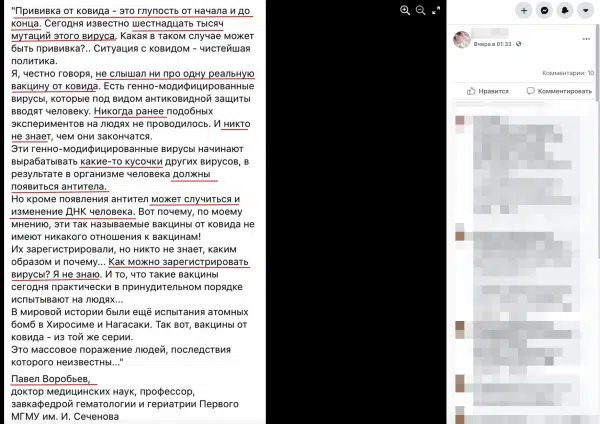 "Прививка от ковида - это глупость от начала и до
конца. Сегодня известно шестнадцать тысяч
мутаций этого вируса. Какая в таком случае может
быть прививка?.. Ситуация с ковидом - чистейшая
политика.
Я, честно говоря, не слышал ни про одну реальную
вакцину от ковида. Есть генно-модифицированные
вирусы, которые под видом антиковидной защиты
вводят человеку. Никогда ранее подобных
экспериментов на людях не проводилось. И никто
не знает, чем они закончатся.
Эти генно-модифицированные вирусы начинают
вырабатывать какие-то кусочки других вирусов, в
результате в организме человека должны
появиться антитела.
Но кроме появления антител может случиться и
изменение ДНК человека. Вот почему, по моему
мнению, эти так называемые вакцины от ковида не
имеют никакого отношения к вакцинам!
Их зарегистрировали, но никто не знает, каким
образом и почему... Как можно зарегистрировать
вирусы? Я не знаю. И то, что такие вакцины
сегодня практически в принудительном порядке
испытывают на людях...
В мировой истории были ещё испытания атомных
бомб в Хиросиме и Нагасаки. Так вот, вакцины от
ковида - из той же серии.
Это массовое поражение людей, последствия
которого неизвестны..."
Павел Воробьев,
доктор медицинских наук, профессор,
завкафедрой гематологии и гериатрии Первого
МГМУ им. И. Сеченова
Вчера в 01:33
Комментарии: 10
Нравится
Комментировать